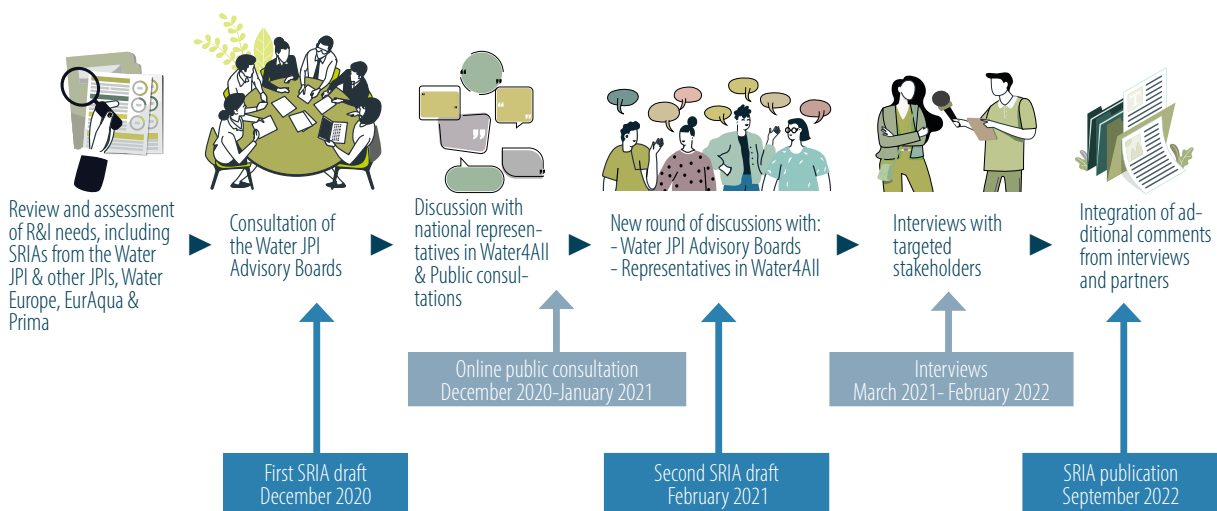 Review and assessment
of R&I needs, including
SRIAs from the Water
JPI & other JPIs, Water
Europe, EurAqua &
Prima
Consultation of
the Water JPI
Advisory Boards
Discussion with
national represen-
tatives in Water4All
& Public consul-
tations
New round of discussions with:
- Water JPI Advisory Boards
- Representatives in Water4All
Interviews with
targeted
stakeholders
Integration of ad-
ditional comments
from interviews
and partners
Online public consultation
December 2020-January 2021
Interviews
March 2021- February 2022
First SRIA draft
December 2020
Second SRIA draft
February 2021
SRIA publication
September 2022